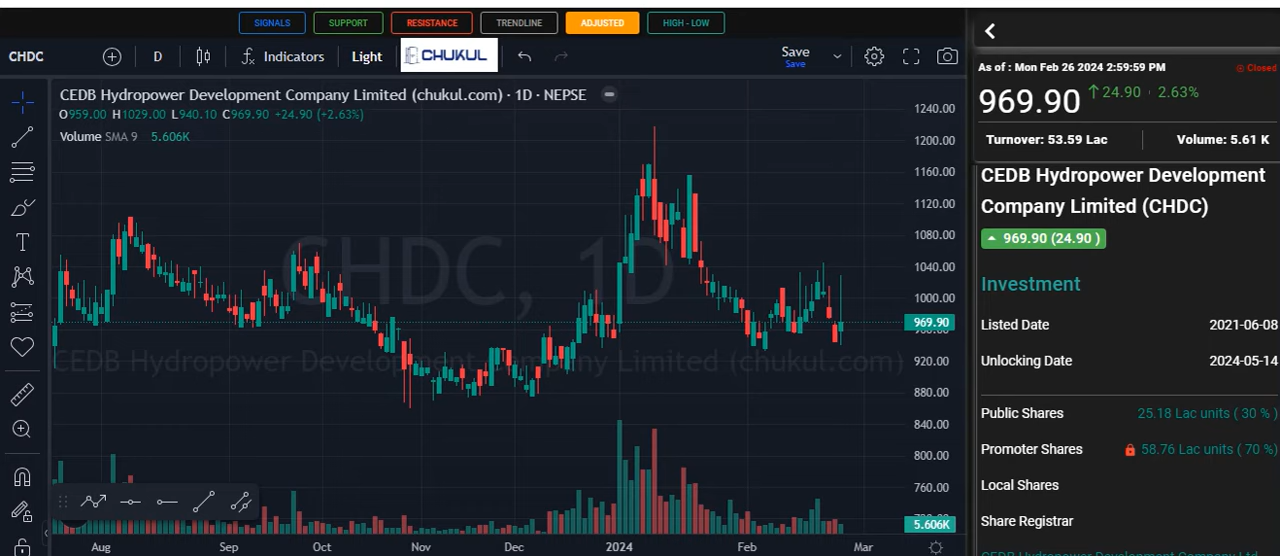 SIGNALS SUPPORT RESISTANCE TRENDLINE ADJUSTED HIGH - LOW
CHDC D Indicators Light CHUKUL Save
Save
CEDB Hydropower Development Company Limited (chukul.com) · 1D · NEPSE
O959.00 H1029.00 L940.10 C969.90 +24.90 (+2.63%)
Volume SMA 9 5.606K
CHDC, 1D
CEDB Hydropower Development Company Limited (chukul.com)
1240.00
1200.00
1160.00
1120.00
1080.00
1040.00
1000.00
969.90
960.00
920.00
880.00
840.00
800.00
760.00
5.606K
Aug Sep Oct Nov Dec 2024 Feb Mar
As of : Mon Feb 26 2024 2:59:59 PM Closed
969.90 24.90 · 2.63%
Turnover: 53.59 Lac Volume: 5.61 K
CEDB Hydropower Development
Company Limited (CHDC)
969.90 (24.90 )
Investment
Listed Date 2021-06-08
Unlocking Date 2024-05-14
Public Shares 25.18 Lac units ( 30 % )
Promoter Shares 58.76 Lac units ( 70 %)
Local Shares
Share Registrar
CEDB Hydropower Development Company Ltd